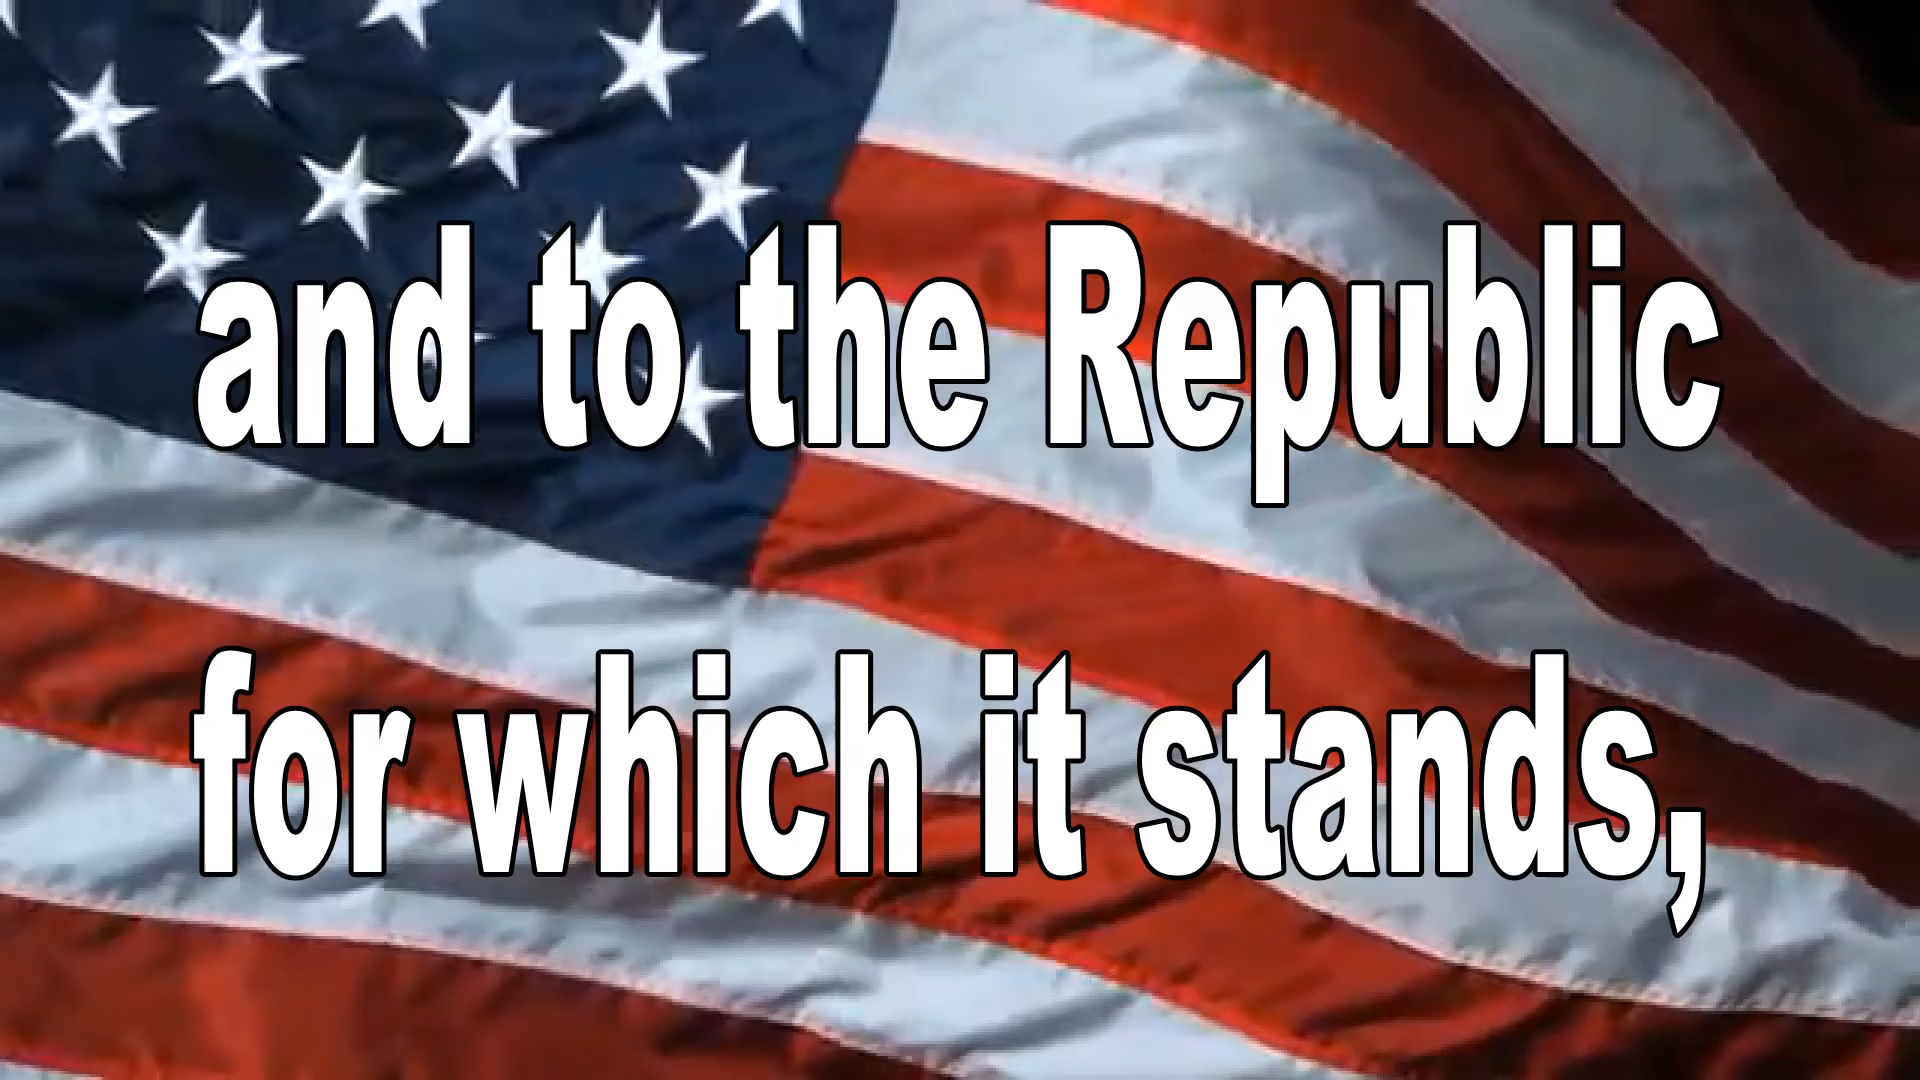 and to the Republic
for which it stands,